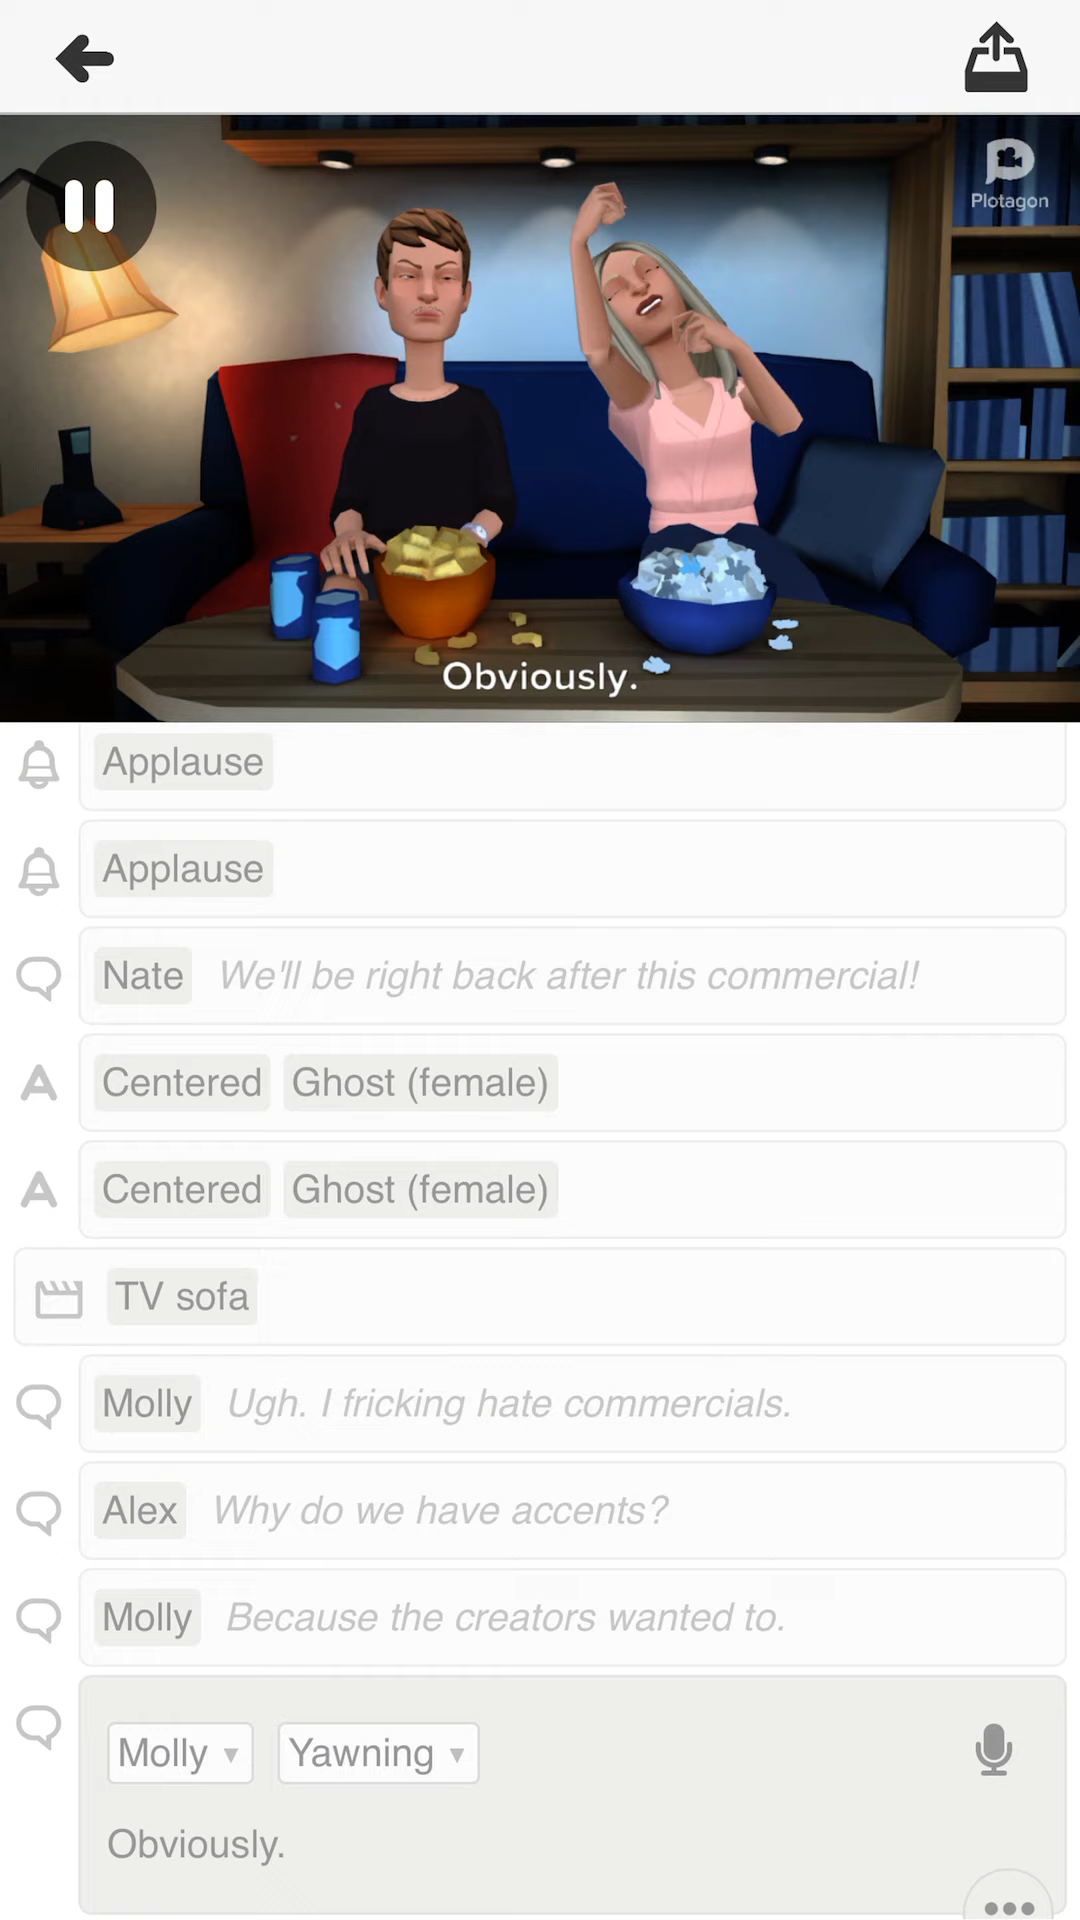 Plotagon
Obviously.
Applause
Applause
Nate We'll be right back after this commercial!
Centered Ghost (female)
Centered Ghost (female)
TV sofa
Molly Ugh. I fricking hate commercials.
Alex Why do we have accents?
Molly Because the creators wanted to.
Molly Yawning
Obviously.